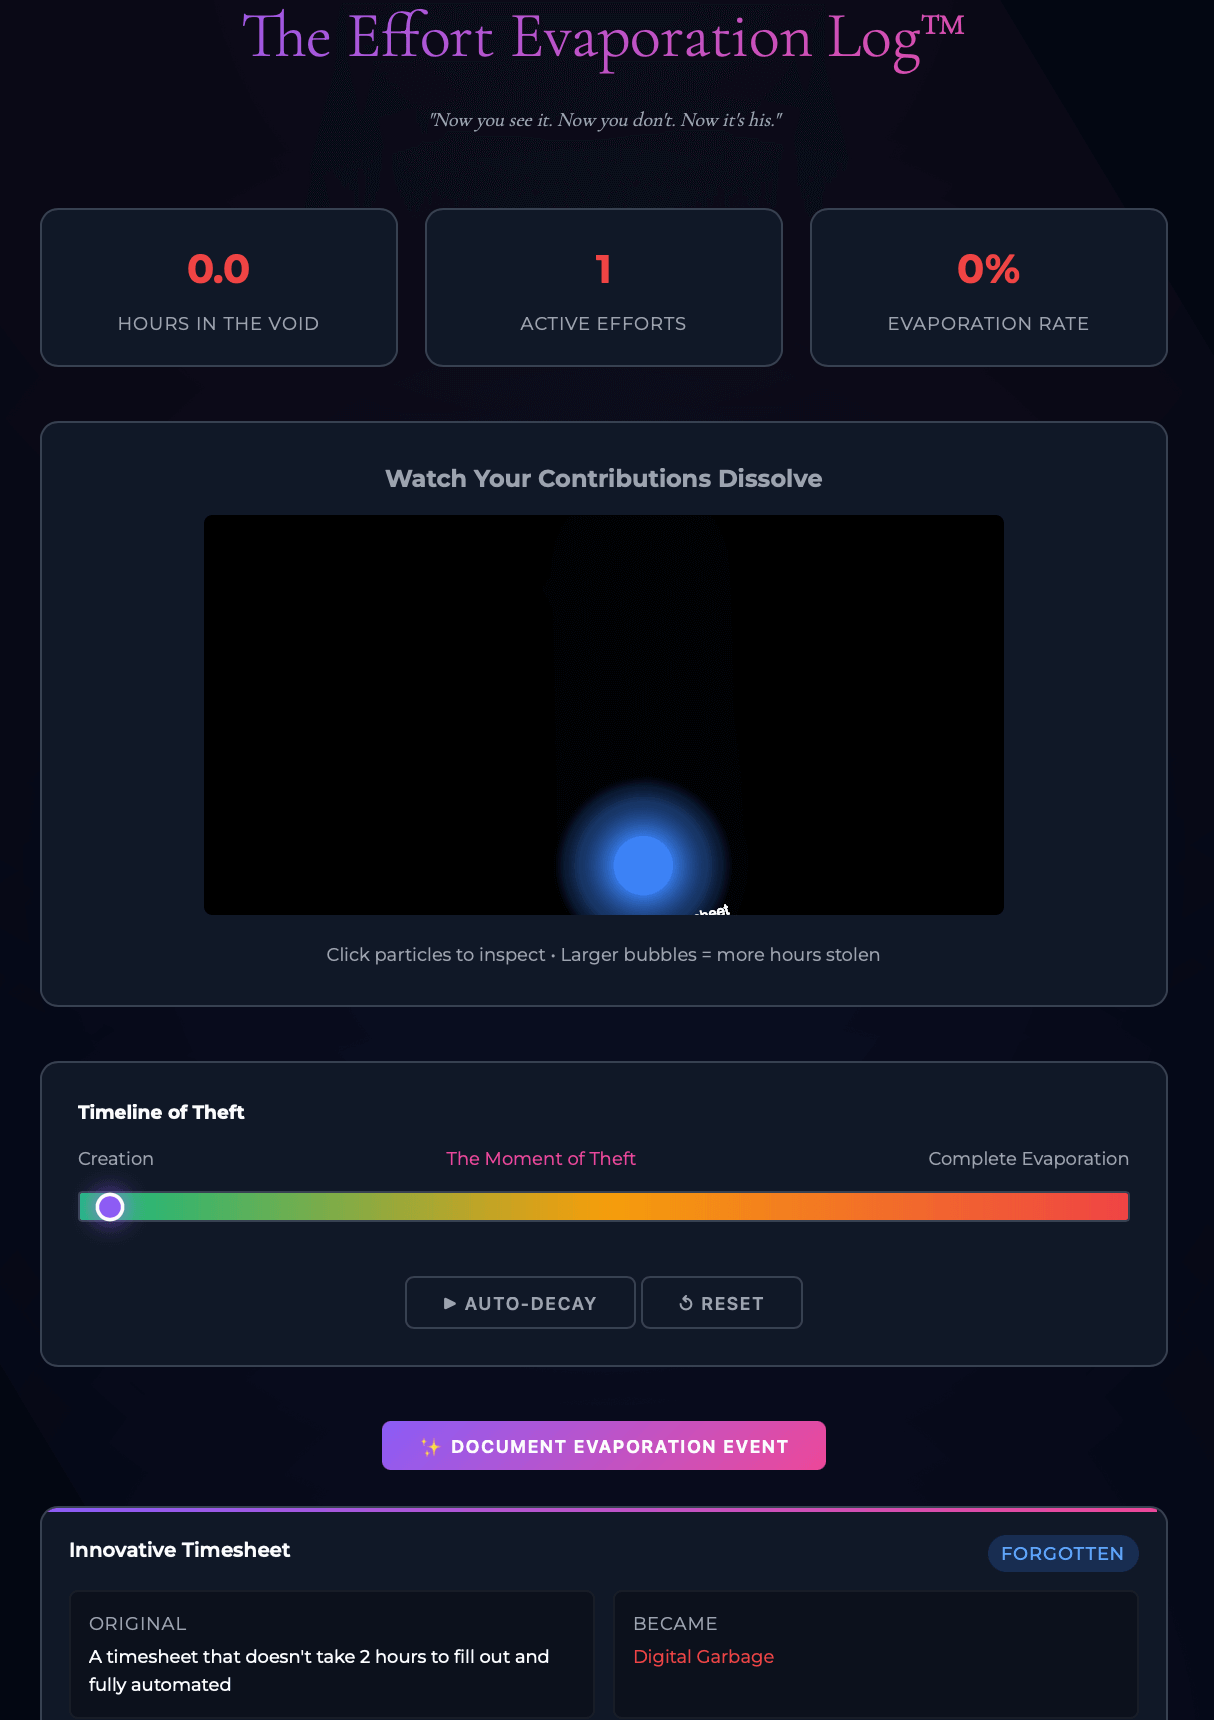 The Effort Evaporation Log™
"Now you see it. Now you don't. Now it's his."
0.0
HOURS IN THE VOID
1
ACTIVE EFFORTS
0%
EVAPORATION RATE
Watch Your Contributions Dissolve
Click particles to inspect • Larger bubbles = more hours stolen
Timeline of Theft
Creation
The Moment of Theft
Complete Evaporation
▶ AUTO-DECAY
↺ RESET
✨ DOCUMENT EVAPORATION EVENT
Innovative Timesheet
FORGOTTEN
ORIGINAL
A timesheet that doesn't take 2 hours to fill out and
fully automated
BECAME
Digital Garbage